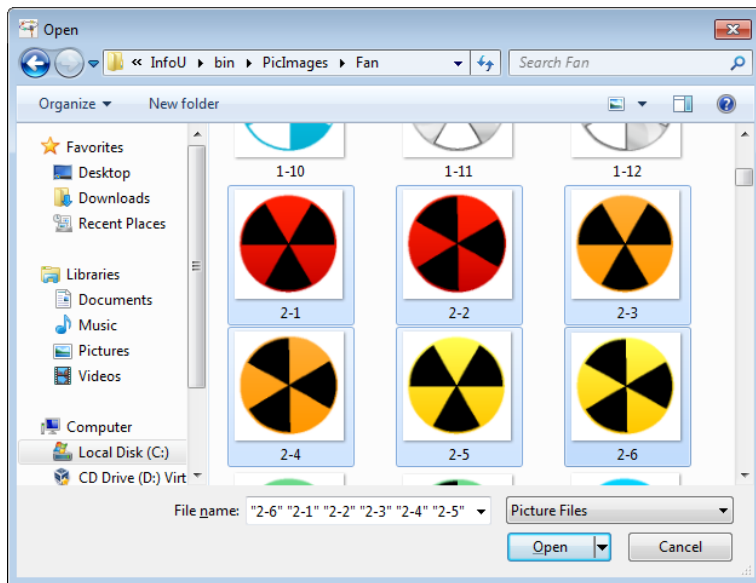 Open
« InfoU ▸ bin ▸ PicImages ▸ Fan
Search Fan
Organize
New folder
Favorites
Desktop
Downloads
Recent Places
Libraries
Documents
Music
Pictures
Videos
Computer
Local Disk (C:)
CD Drive (D:) Virt
1-10 1-11 1-12
2-1 2-2 2-3
2-4 2-5 2-6
File name: "2-6" "2-1" "2-2" "2-3" "2-4" "2-5"
Picture Files
Open Cancel